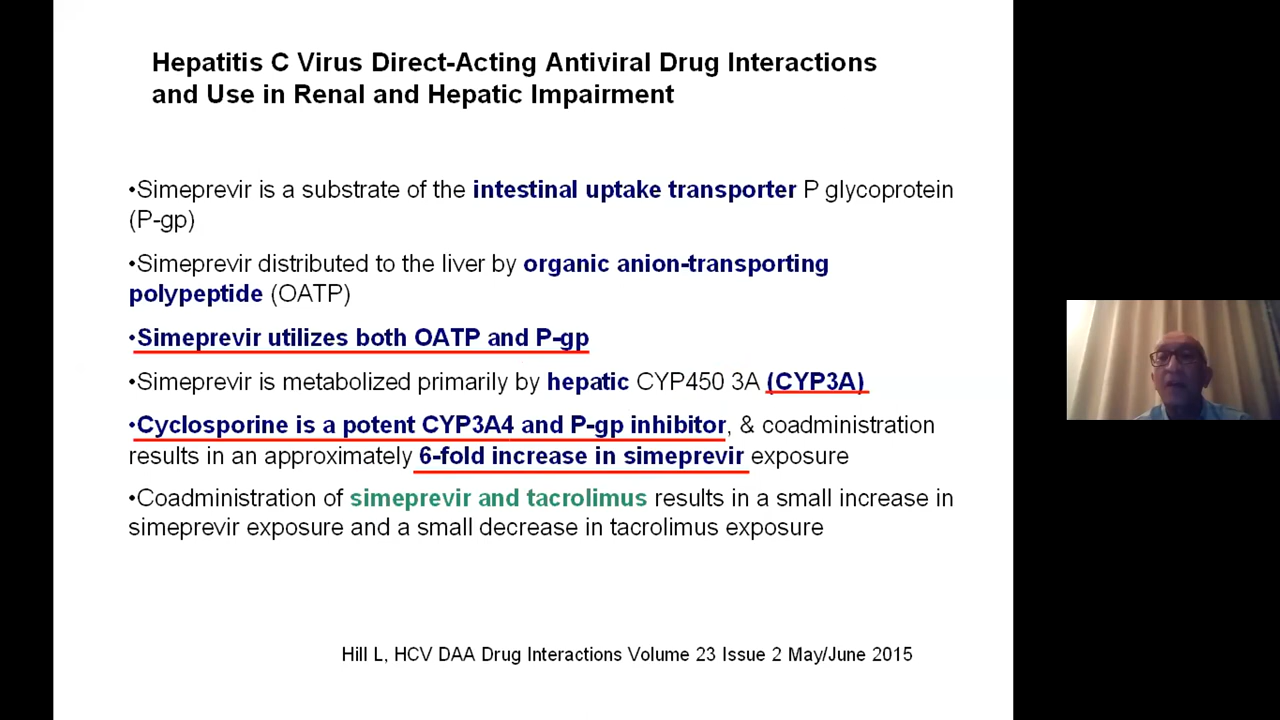 Hepatitis C Virus Direct-Acting Antiviral Drug Interactions
and Use in Renal and Hepatic Impairment
•Simeprevir is a substrate of the intestinal uptake transporter P glycoprotein
(P-gp)
•Simeprevir distributed to the liver by organic anion-transporting
polypeptide (OATP)
•Simeprevir utilizes both OATP and P-gp
•Simeprevir is metabolized primarily by hepatic CYP450 3A (CYP3A)
•Cyclosporine is a potent CYP3A4 and P-gp inhibitor, & coadministration
results in an approximately 6-fold increase in simeprevir exposure
•Coadministration of simeprevir and tacrolimus results in a small increase in
simeprevir exposure and a small decrease in tacrolimus exposure
Hill L, HCV DAA Drug Interactions Volume 23 Issue 2 May/June 2015